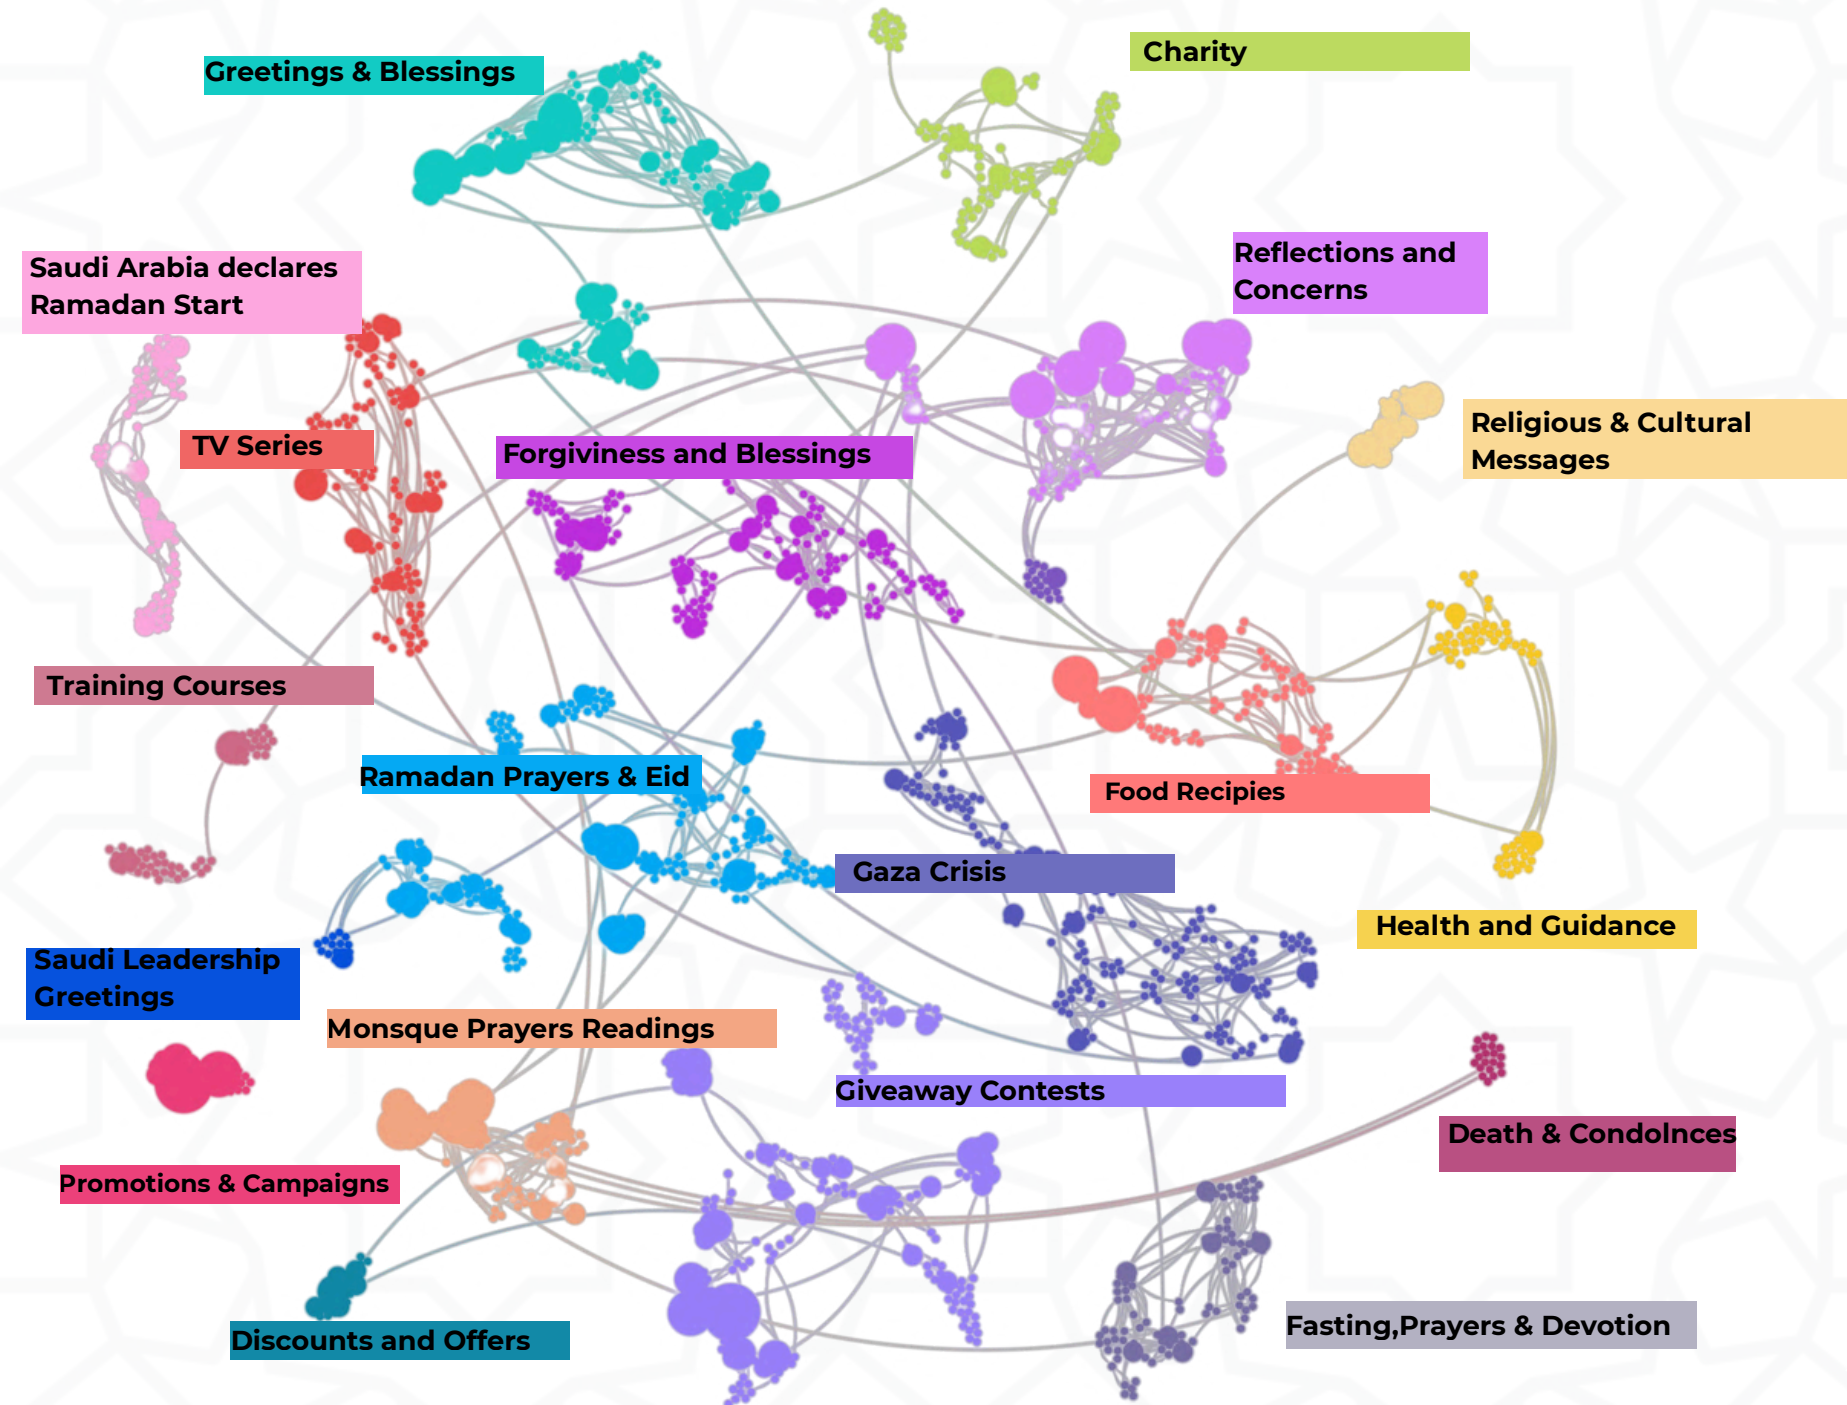 Charity
Greetings & Blessings
Reflections and
Concerns
Saudi Arabia declares
Ramadan Start
Religious & Cultural
Messages
TV Series
Forgiviness and Blessings
Training Courses
Ramadan Prayers & Eid
Food Recipies
Gaza Crisis
Health and Guidance
Saudi Leadership
Greetings
Monsque Prayers Readings
Giveaway Contests
Death & Condolnces
Promotions & Campaigns
Fasting,Prayers & Devotion
Discounts and Offers